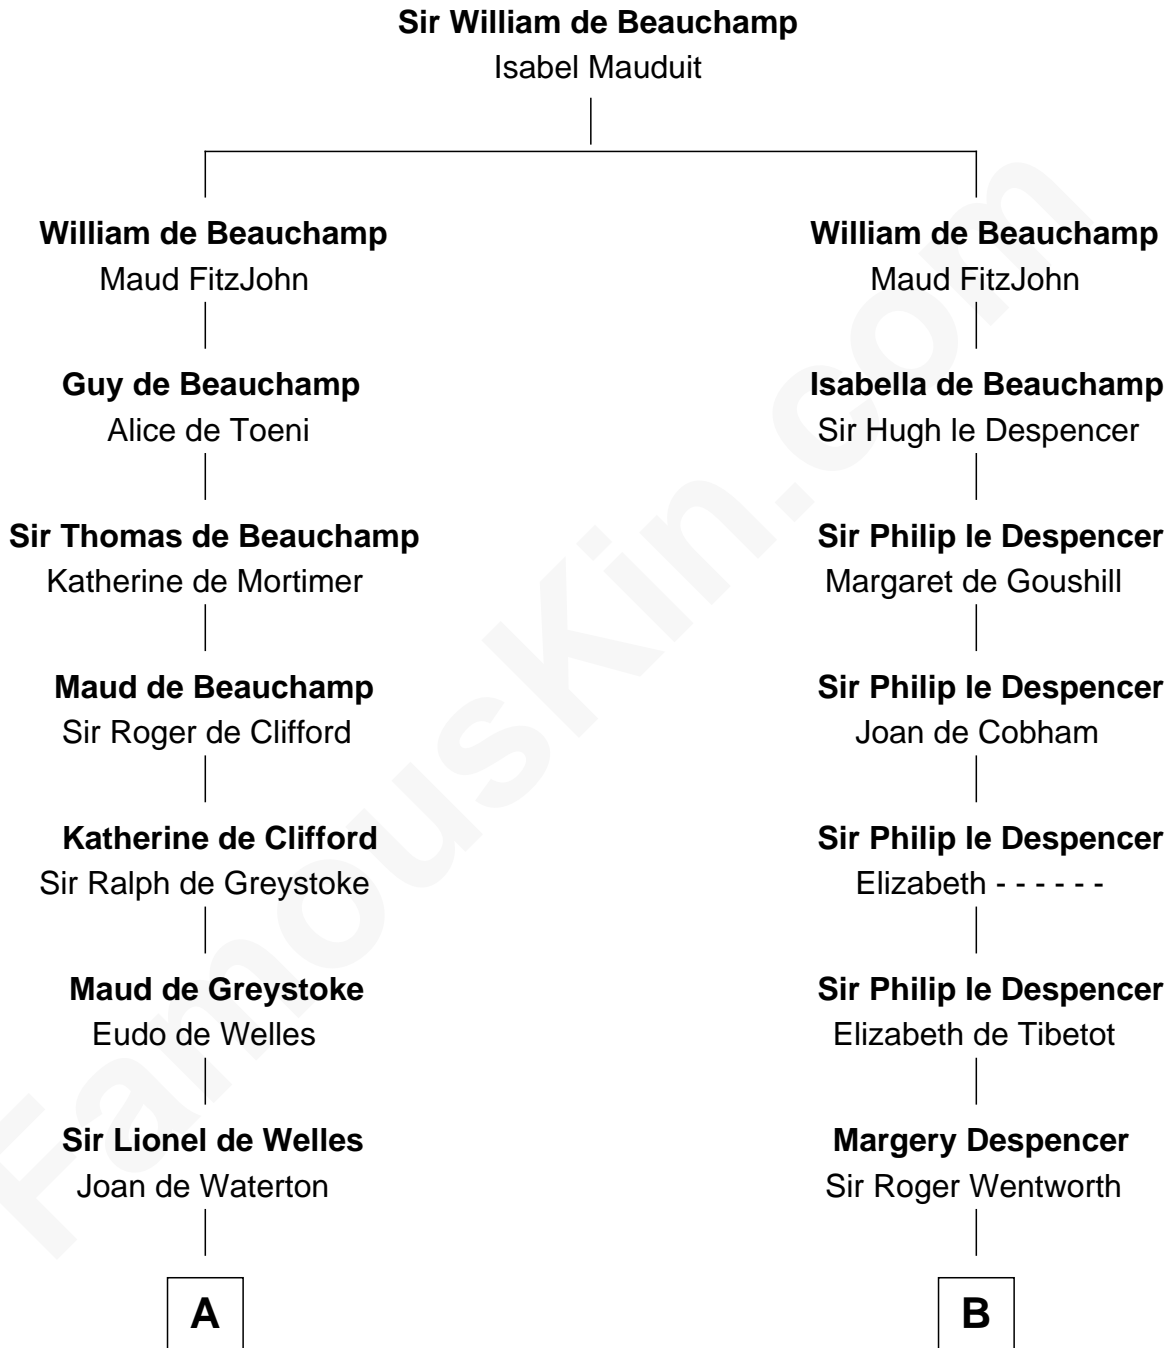 Sir William de Beauchamp
Isabel Mauduit
William de Beauchamp
Maud FitzJohn
William de Beauchamp
Maud FitzJohn
Guy de Beauchamp
Alice de Toeni
Isabella de Beauchamp
Sir Hugh le Despencer
Sir Thomas de Beauchamp
Katherine de Mortimer
Sir Philip le Despencer
Margaret de Goushill
Maud de Beauchamp
Sir Roger de Clifford
Sir Philip le Despencer
Joan de Cobham
Katherine de Clifford
Sir Ralph de Greystoke
Sir Philip le Despencer
Elizabeth - - - - - -
Maud de Greystoke
Eudo de Welles
Sir Philip le Despencer
Elizabeth de Tibetot
Sir Lionel de Welles
Joan de Waterton
Margery Despencer
Sir Roger Wentworth
A
B
FamousKin.com